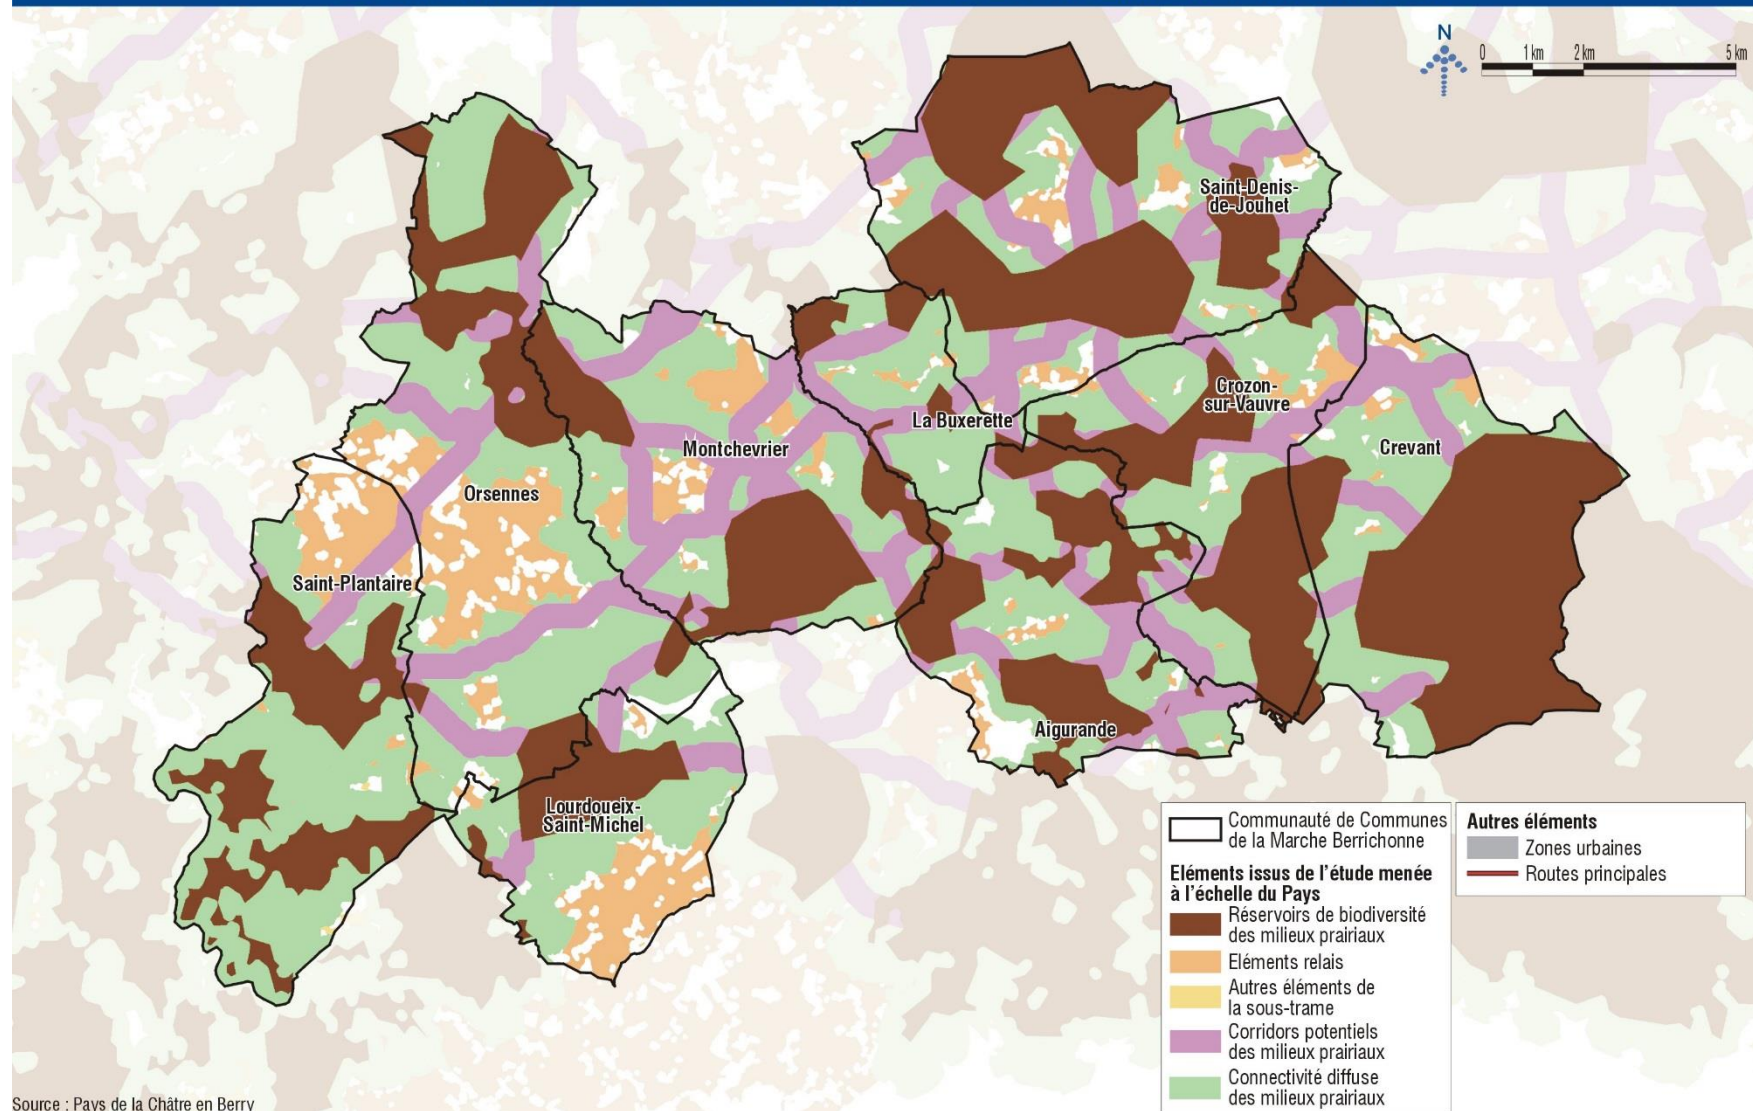 N
0 1 km 2 km 5 km
Saint-Denis-
de-Jouhet
Grozon-
sur-Vauvre
La Buxerette
Montchevrier
Crevant
Orsennes
Saint-Plantaire
Aigurande
Lourdoueix-
Saint-Michel
Communauté de Communes
de la Marche Berrichonne
Eléments issus de l'étude menée
à l'échelle du Pays
Réservoirs de biodiversité
des milieux prairiaux
Eléments relais
Autres éléments de
la sous-trame
Corridors potentiels
des milieux prairiaux
Connectivité diffuse
des milieux prairiaux
Autres éléments
Zones urbaines
Routes principales
Source : Pays de la Châtre en Berry